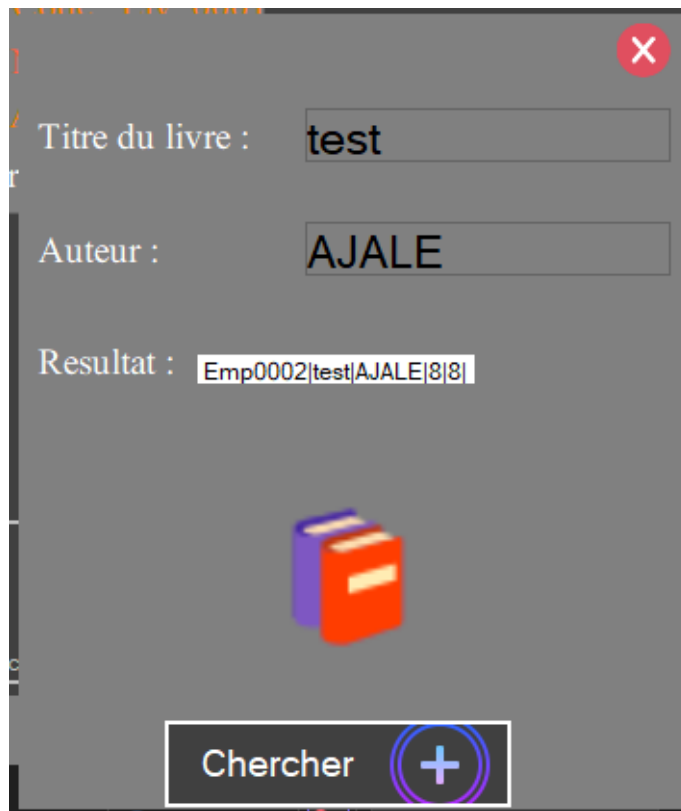 Titre du livre : test
Auteur : AJALE
Resultat : Emp0002|test|AJALE|8|8|
Chercher